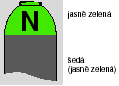 jasně zelená
N
šedá
(jasně zelená)